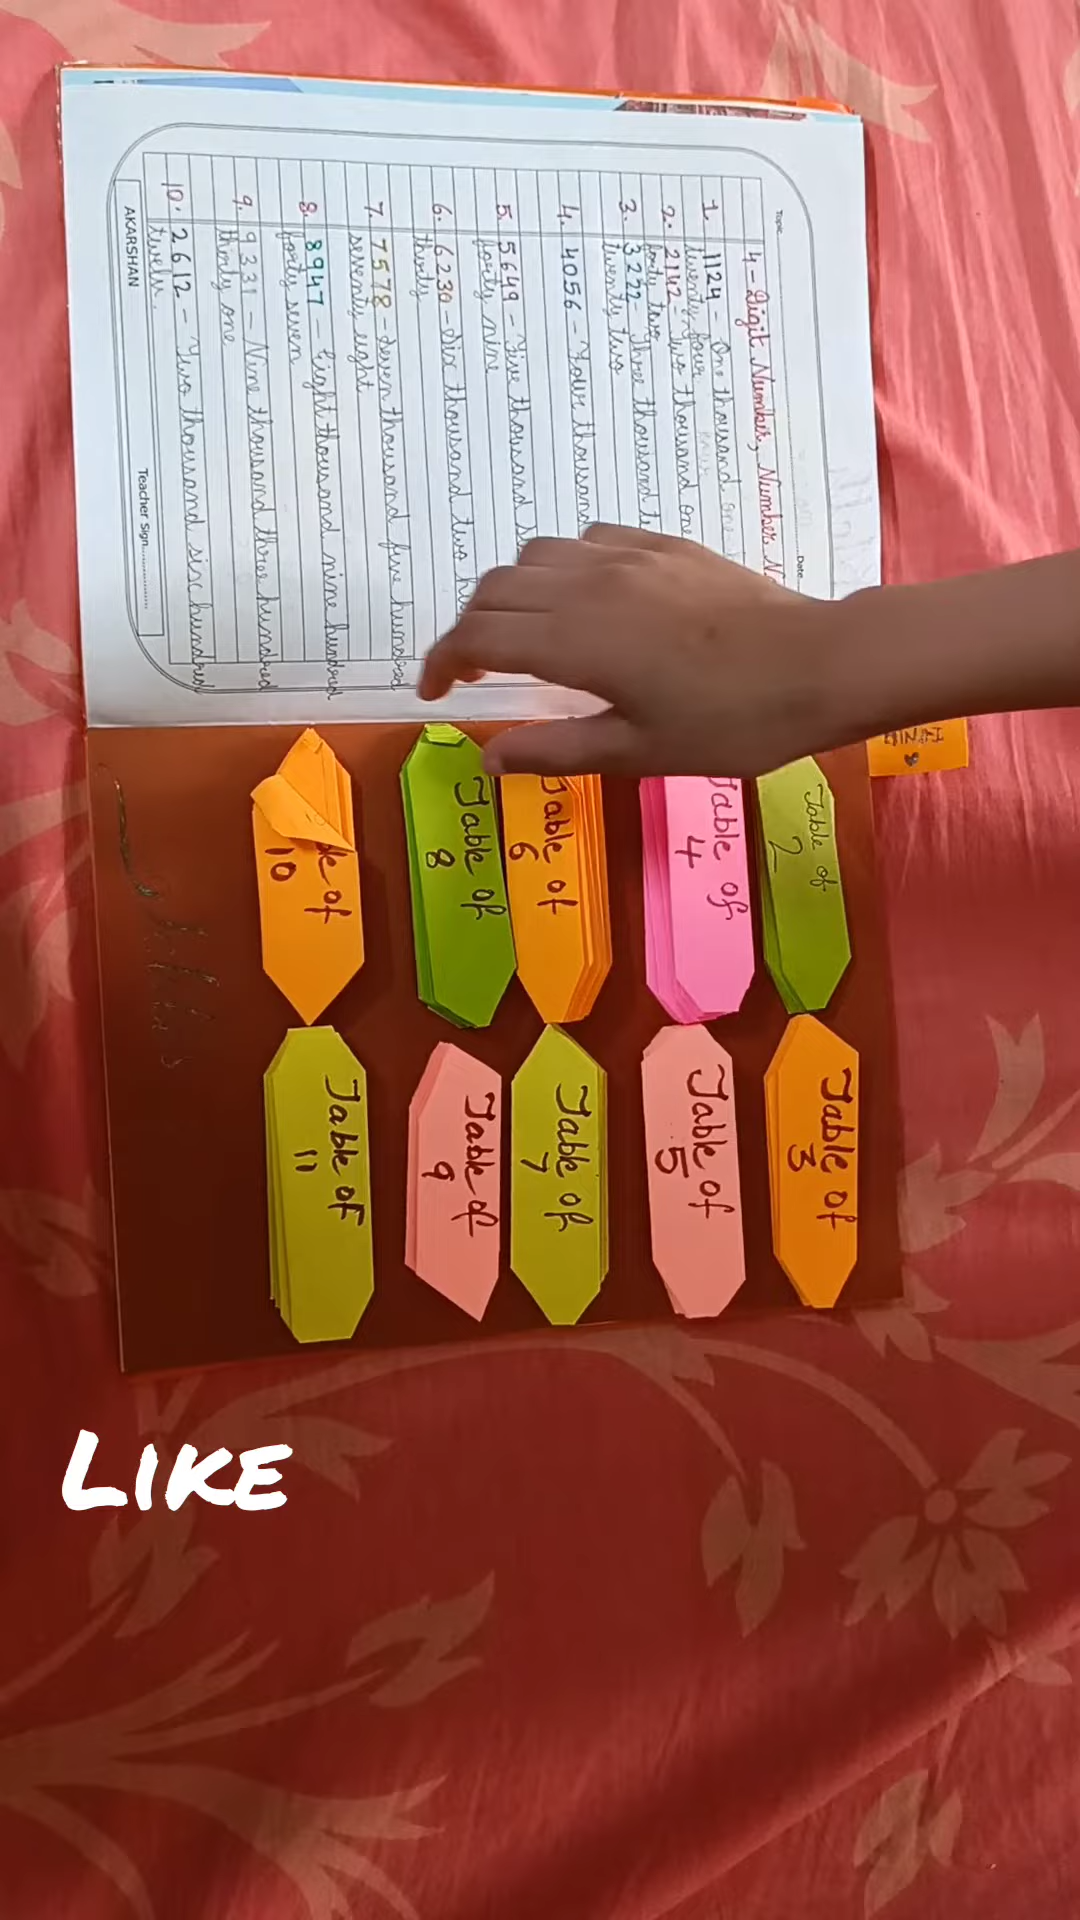 Topic
Date
4-Digit Number, Number N
1. 1124 - One thousand one
twenty four
2. 2142 - Two thousand one
forty two
3. 3222 - Three thousand t
twenty two
4. 4056 - Four thousand
5. 5649 - Five thousand si
forty nine
6. 6230 - Six thousand two hu
thirty
7. 7578 - Seven thousand five hundred
seventy eight
8. 8947 - Eight thousand nine hundred
forty seven
9. 9331 - Nine thousand three hundred
thirty one
10. 2612 - Two thousand six hundred
twelve.
AKARSHAN
Teacher Sign
Table of
2
Table of
3
Table of
4
Table of
5
Table of
6
Table of
7
Table of
8
Table of
9
ble of
10
Table of
11
LIKE